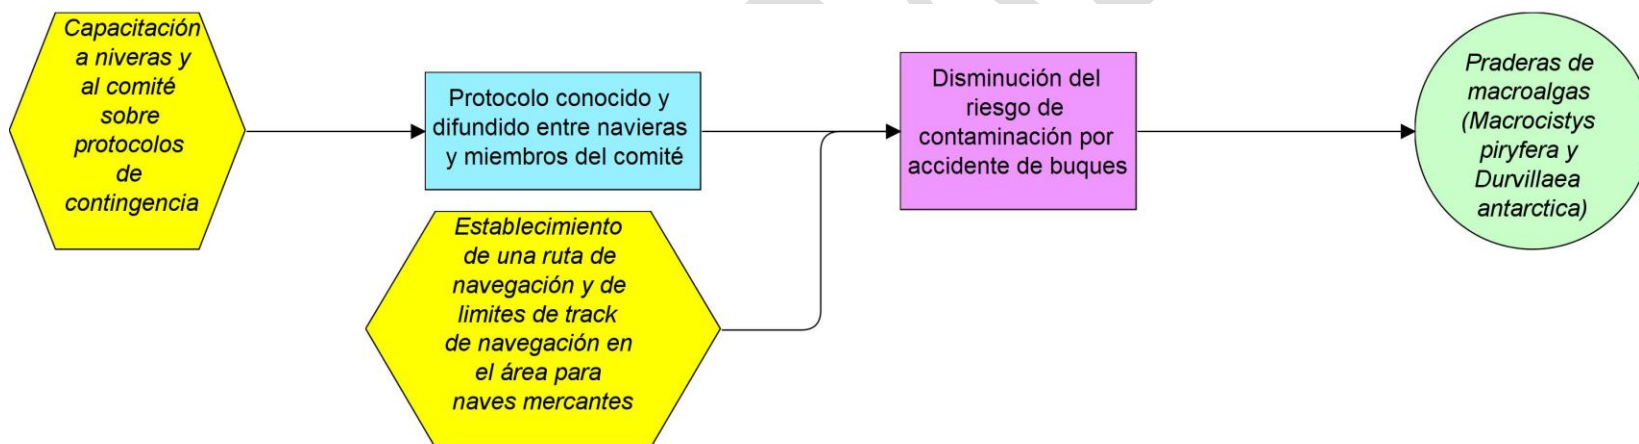 Capacitación
a niveras y
al comité
sobre
protocolos
de
contingencia
Protocolo conocido y
difundido entre navieras
y miembros del comité
Establecimiento
de una ruta de
navegación y de
limites de track
de navegación en
el área para
naves mercantes
Disminución del
riesgo de
contaminación por
accidente de buques
Praderas de
macroalgas
(Macrocistys
piryfera y
Durvillaea
antarctica)